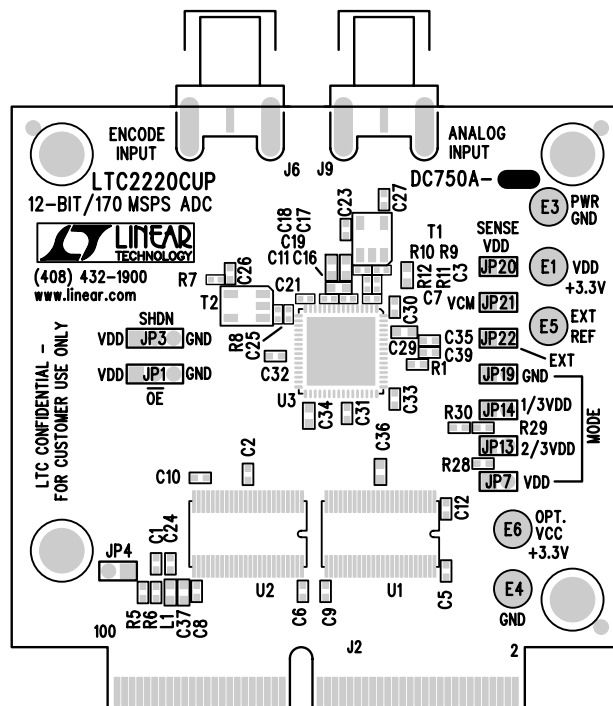 ENCODE
INPUT
J6
J9
ANALOG
INPUT
LTC2220CUP
12-BIT/170 MSPS ADC
DC750A-
LINEAR
TECHNOLOGY
(408) 432-1900
www.linear.com
E3
PWR
GND
E1
VDD
+3.3V
E5
EXT
REF
SENSE
VDD
JP20
VCM
JP21
JP22
EXT
JP19
GND
JP14
1/3VDD
R30
R29
JP13
2/3VDD
R28
JP7
VDD
MODE
C27
C23
C18
C17
C19
C11
C16
T1
R10
R9
R12
R11
C3
C7
R7
C26
T2
C21
C30
R8
C25
C29
C35
C39
R1
C32
U3
C34
C31
C33
SHDN
VDD
JP3
GND
VDD
JP1
GND
OE
LTC CONFIDENTIAL -
FOR CUSTOMER USE ONLY
C10
C2
C36
C12
JP4
C1
C24
R5
R6
L1
C37
C8
U2
C6
C9
U1
C5
E6
OPT.
VCC
+3.3V
E4
GND
100
J2
2